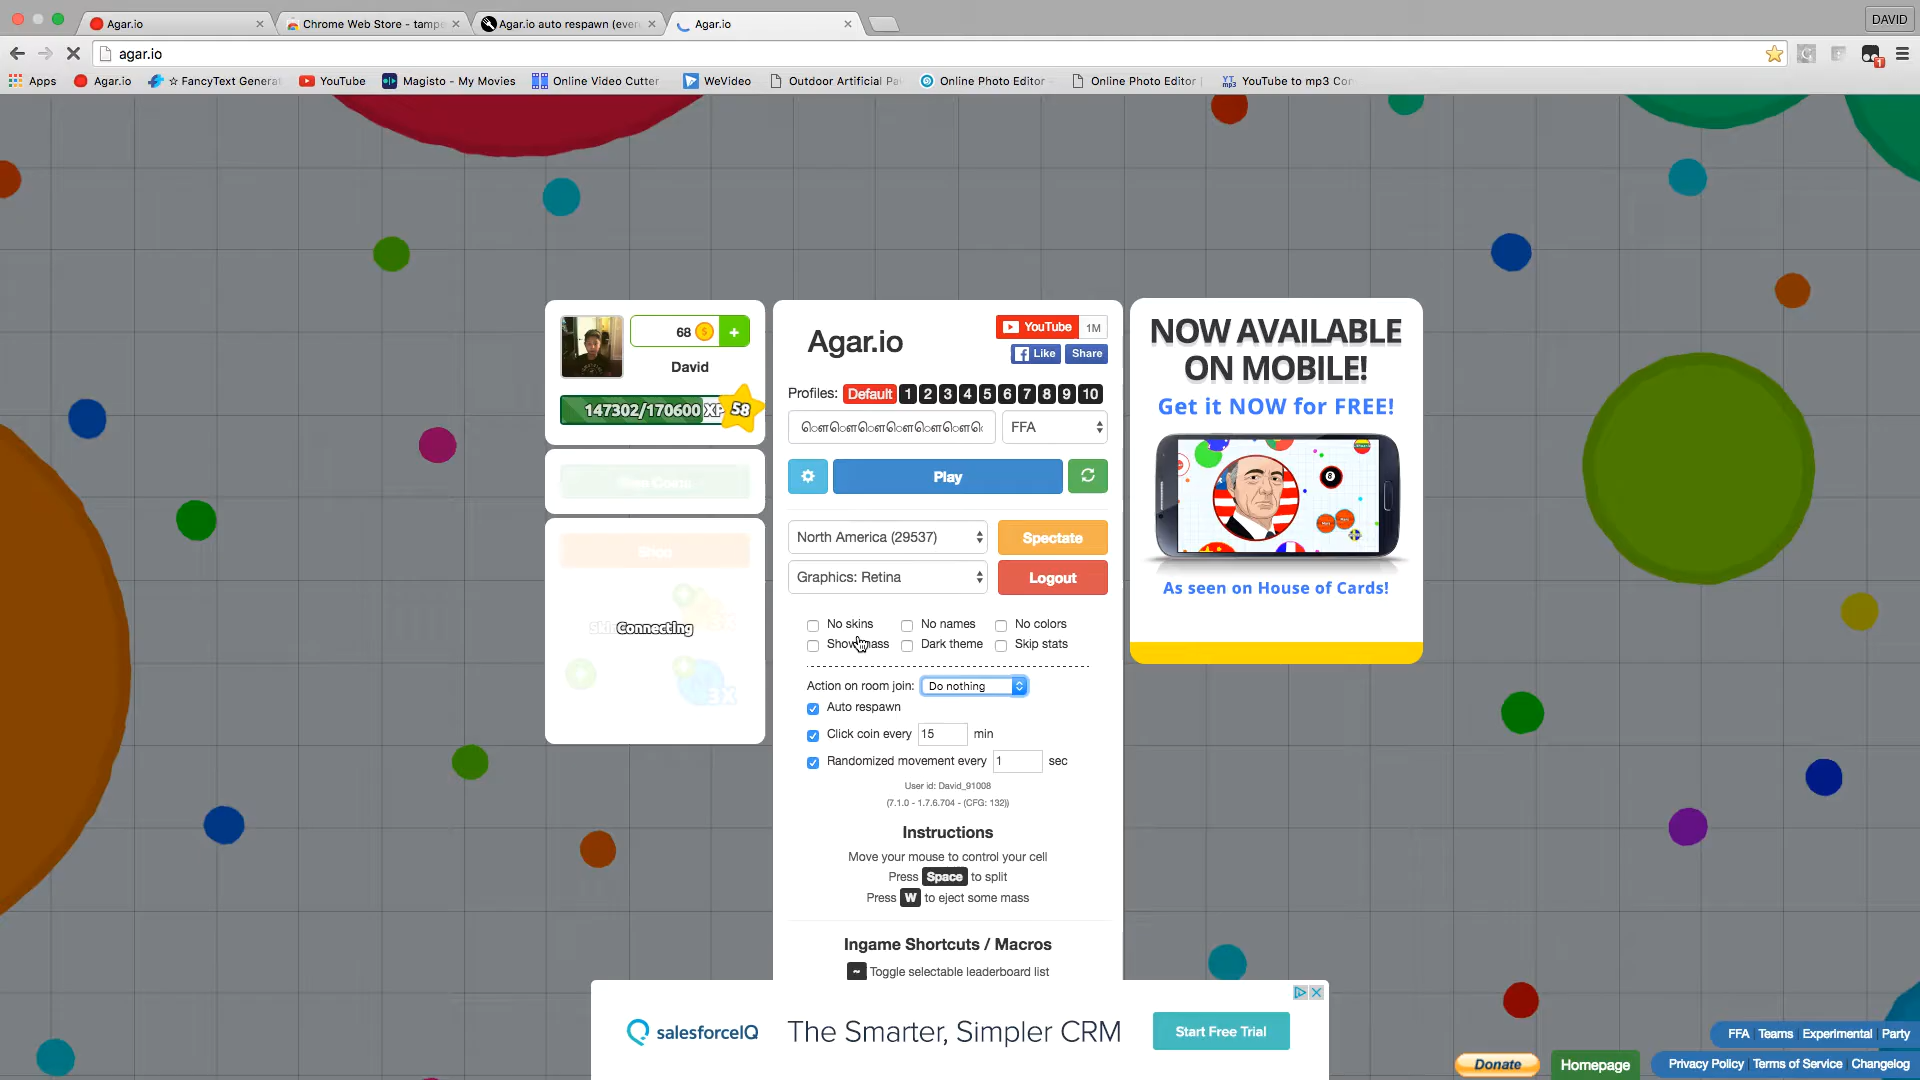 Agar.io
Chrome Web Store - tamp
Agar.io auto respawn (ever
Agar.io
DAVID
agar.io
1
Apps
Agar.io
☆ FancyText Generat
YouTube
Magisto - My Movies
Online Video Cutter
WeVideo
Outdoor Artificial Pa
Online Photo Editor -
Online Photo Editor |
YouTube to mp3 Con
68
+
David
147302/170600 XP
58
Shop
Connecting
3X
Agar.io
YouTube
1M
Like
Share
Profiles: Default 1 2 3 4 5 6 7 8 9 10
FFA
Play
North America (29537)
Spectate
Graphics: Retina
Logout
No skins
No names
No colors
Show mass
Dark theme
Skip stats
Action on room join: Do nothing
Auto respawn
Click coin every 15 min
Randomized movement every 1 sec
User id: David_91008
(7.1.0 - 1.7.6.704 - (CFG: 132))
Instructions
Move your mouse to control your cell
Press Space to split
Press W to eject some mass
Ingame Shortcuts / Macros
~ Toggle selectable leaderboard list
NOW AVAILABLE
ON MOBILE!
Get it NOW for FREE!
As seen on House of Cards!
salesforceIQ
The Smarter, Simpler CRM
Start Free Trial
FFA
Teams
Experimental
Party
Donate
Homepage
Privacy Policy
Terms of Service
Changelog